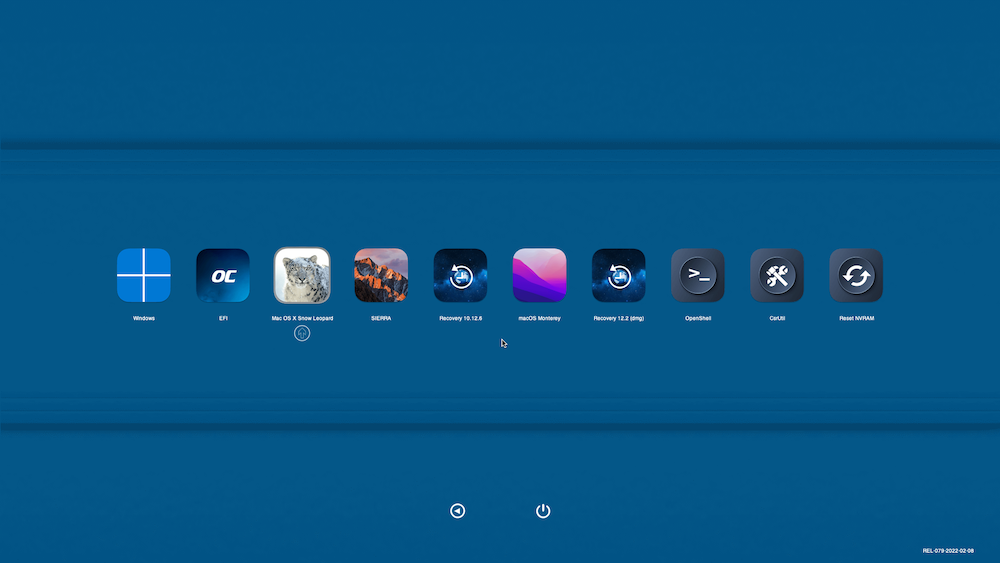 OC
>_
Windows
EFI
Mac OS X Snow Leopard
SIERRA
Recovery 10.12.6
macOS Monterey
Recovery 12.2 (dmg)
OpenShell
CsrUtil
Reset NVRAM
REL-079-2022-02-08